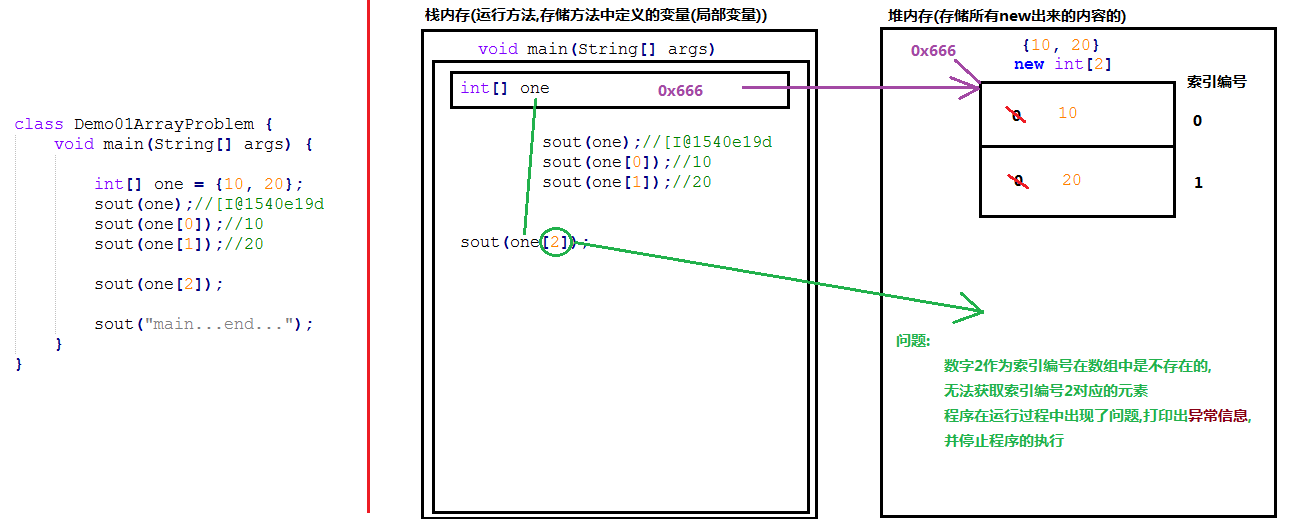 class Demo01ArrayProblem {
void main(String[] args) {
int[] one = {10, 20};
sout(one);//[I@1540e19d
sout(one[0]);//10
sout(one[1]);//20
sout(one[2]);
sout("main...end...");
}
}
栈内存(运行方法,存储方法中定义的变量(局部变量))
void main(String[] args)
int[] one 0x666
sout(one);//[I@1540e19d
sout(one[0]);//10
sout(one[1]);//20
sout(one[2]);
堆内存(存储所有new出来的内容的)
0x666
{10, 20}
new int[2]
索引编号
0 10 0
0 20 1
问题:
数字2作为索引编号在数组中是不存在的,
无法获取索引编号2对应的元素
程序在运行过程中出现了问题,打印出异常信息,
并停止程序的执行